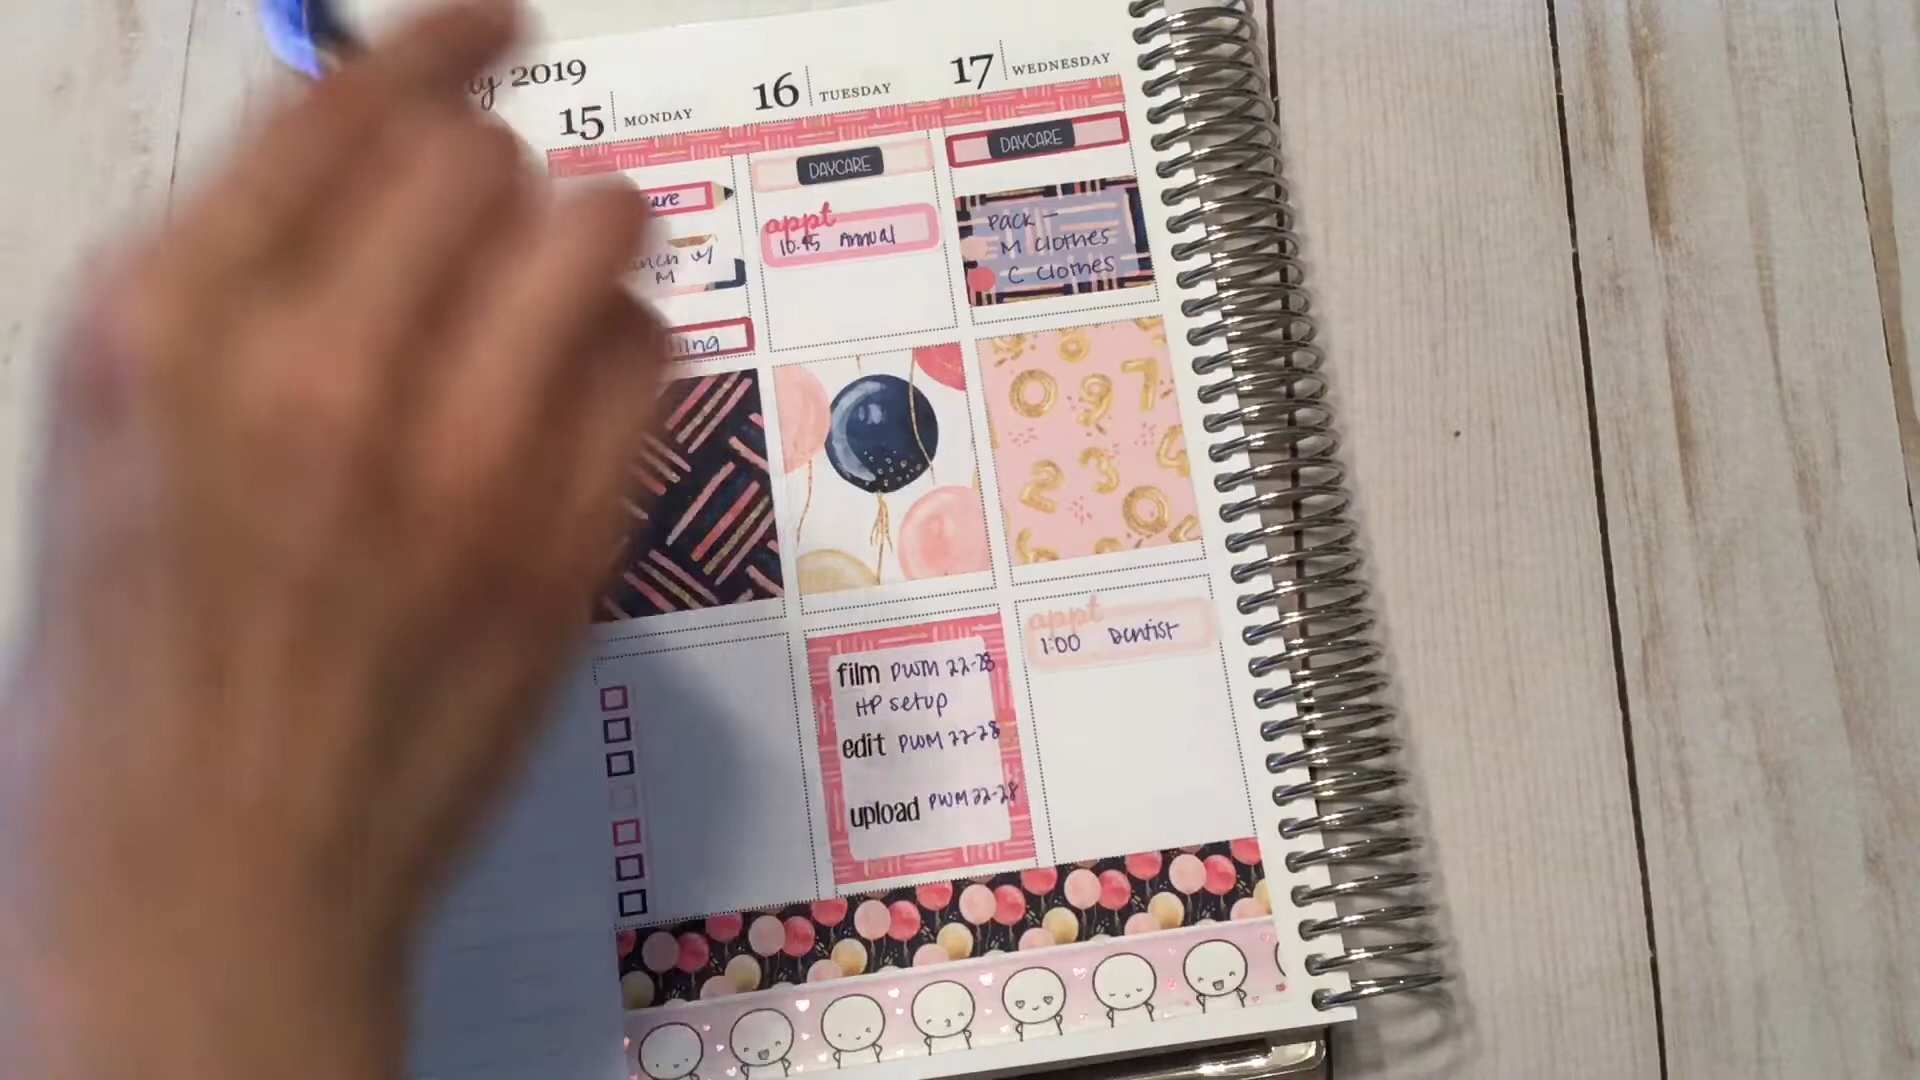 2019
15 MONDAY
16 TUESDAY
17 WEDNESDAY
DAYCARE
appt
10:45 Annual
DAYCARE
Pack -
M clothes
C clothes
w/
M
film PWTM 22-28
HP setup
edit PWM 22-28
upload PWM 22-28
appt
1:00 Dentist